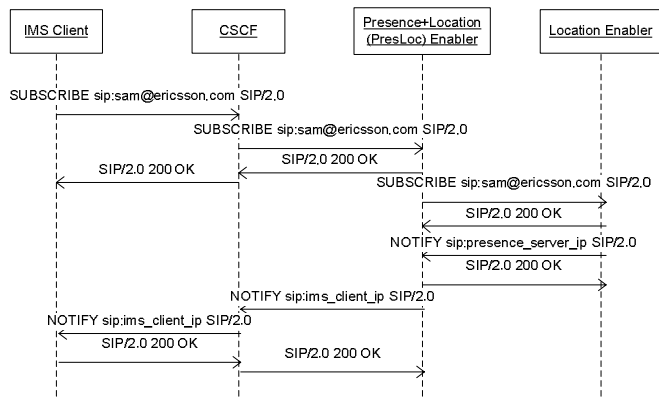 IMS Client
CSCF
Presence+Location
(PresLoc) Enabler
Location Enabler
SUBSCRIBE sip:sam@ericsson.com SIP/2.0
SUBSCRIBE sip:sam@ericsson.com SIP/2.0
SIP/2.0 200 OK
SIP/2.0 200 OK
SUBSCRIBE sip:sam@ericsson.com SIP/2.0
SIP/2.0 200 OK
NOTIFY sip:presence_server_ip SIP/2.0
SIP/2.0 200 OK
NOTIFY sip:ims_client_ip SIP/2.0
NOTIFY sip:ims_client_ip SIP/2.0
SIP/2.0 200 OK
SIP/2.0 200 OK